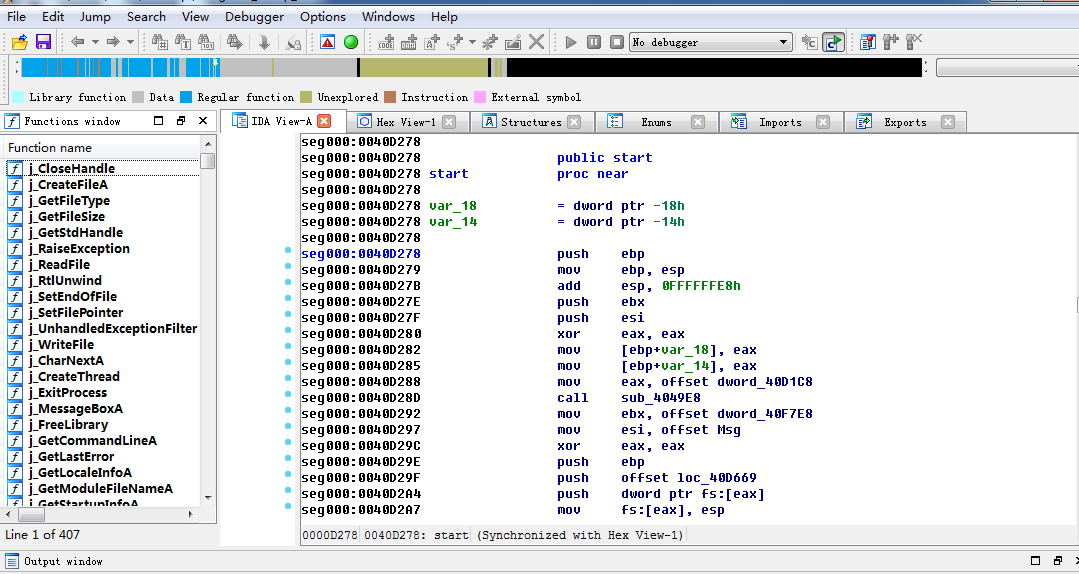 File Edit Jump Search View Debugger Options Windows Help
No debugger
Library function Data Regular function Unexplored Instruction External symbol
Functions window
IDA View-A Hex View-1 Structures Enums Imports Exports
Function name
j_CloseHandle
j_CreateFileA
j_GetFileType
j_GetFileSize
j_GetStdHandle
j_RaiseException
j_ReadFile
j_RtlUnwind
j_SetEndOfFile
j_SetFilePointer
j_UnhandledExceptionFilter
j_WriteFile
j_CharNextA
j_CreateThread
j_ExitProcess
j_MessageBoxA
j_FreeLibrary
j_GetCommandLineA
j_GetLastError
j_GetLocaleInfoA
j_GetModuleFileNameA
j_GetStartupInfoA
Line 1 of 407
seg000:0040D278
seg000:0040D278 public start
seg000:0040D278 start proc near
seg000:0040D278
seg000:0040D278 var_18 = dword ptr -18h
seg000:0040D278 var_14 = dword ptr -14h
seg000:0040D278
seg000:0040D278 push ebp
seg000:0040D279 mov ebp, esp
seg000:0040D27B add esp, 0FFFFFFE8h
seg000:0040D27E push ebx
seg000:0040D27F push esi
seg000:0040D280 xor eax, eax
seg000:0040D282 mov [ebp+var_18], eax
seg000:0040D285 mov [ebp+var_14], eax
seg000:0040D288 mov eax, offset dword_40D1C8
seg000:0040D28D call sub_4049E8
seg000:0040D292 mov ebx, offset dword_40F7E8
seg000:0040D297 mov esi, offset Msg
seg000:0040D29C xor eax, eax
seg000:0040D29E push ebp
seg000:0040D29F push offset loc_40D669
seg000:0040D2A4 push dword ptr fs:[eax]
seg000:0040D2A7 mov fs:[eax], esp
0000D278 0040D278: start (Synchronized with Hex View-1)
Output window